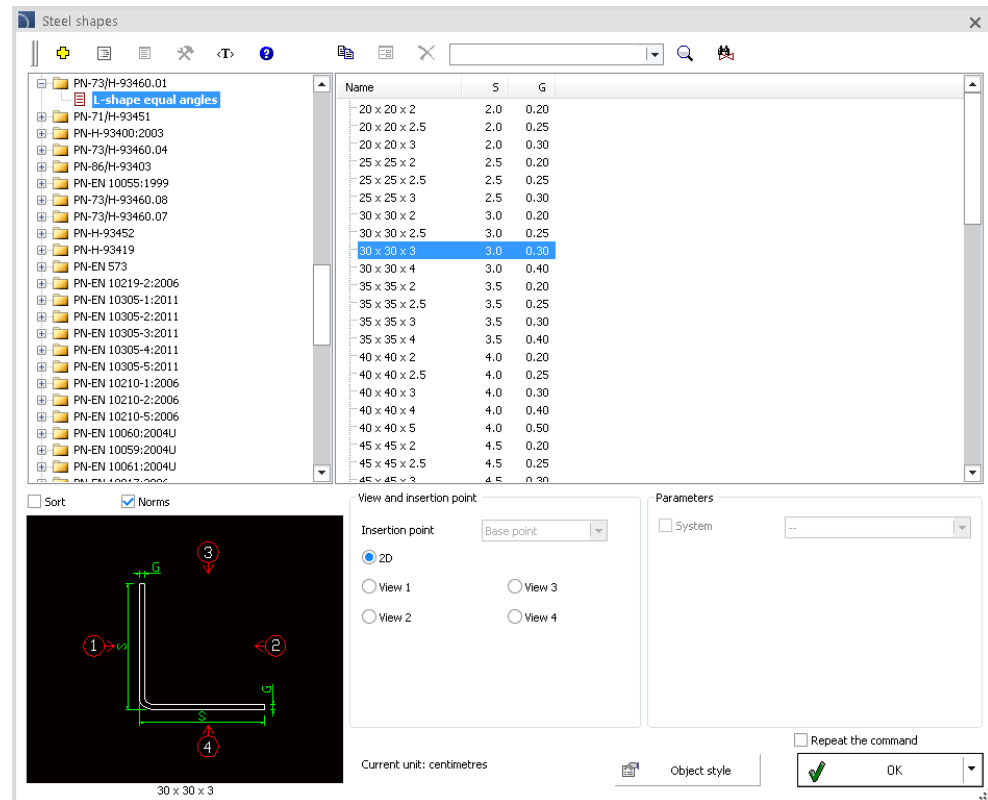 Steel shapes
‹T›
PN-73/H-93460.01
L-shape equal angles
PN-71/H-93451
PN-H-93400:2003
PN-73/H-93460.04
PN-86/H-93403
PN-EN 10055:1999
PN-73/H-93460.08
PN-73/H-93460.07
PN-H-93452
PN-H-93419
PN-EN 573
PN-EN 10219-2:2006
PN-EN 10305-1:2011
PN-EN 10305-2:2011
PN-EN 10305-3:2011
PN-EN 10305-4:2011
PN-EN 10305-5:2011
PN-EN 10210-1:2006
PN-EN 10210-2:2006
PN-EN 10210-5:2006
PN-EN 10060:2004U
PN-EN 10059:2004U
PN-EN 10061:2004U
Name S G
20 x 20 x 2 2.0 0.20
20 x 20 x 2.5 2.0 0.25
20 x 20 x 3 2.0 0.30
25 x 25 x 2 2.5 0.20
25 x 25 x 2.5 2.5 0.25
25 x 25 x 3 2.5 0.30
30 x 30 x 2 3.0 0.20
30 x 30 x 2.5 3.0 0.25
30 x 30 x 3 3.0 0.30
30 x 30 x 4 3.0 0.40
35 x 35 x 2 3.5 0.20
35 x 35 x 2.5 3.5 0.25
35 x 35 x 3 3.5 0.30
35 x 35 x 4 3.5 0.40
40 x 40 x 2 4.0 0.20
40 x 40 x 2.5 4.0 0.25
40 x 40 x 3 4.0 0.30
40 x 40 x 4 4.0 0.40
40 x 40 x 5 4.0 0.50
45 x 45 x 2 4.5 0.20
45 x 45 x 2.5 4.5 0.25
45 x 45 x 3 4.5 0.30
Sort Norms
3
G
1 S 2
G
S
4
30 x 30 x 3
View and insertion point
Insertion point Base point
2D
View 1 View 3
View 2 View 4
Current unit: centimetres
Parameters
System --
Object style
Repeat the command
OK